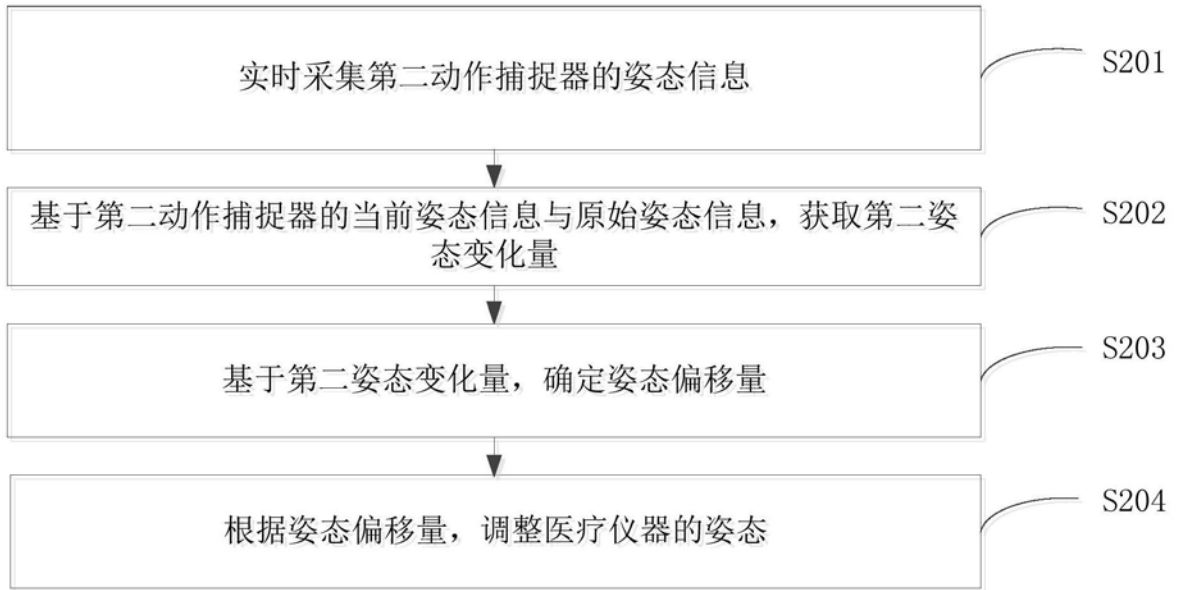 实时采集第二动作捕捉器的姿态信息
S201
基于第二动作捕捉器的当前姿态信息与原始姿态信息，获取第二姿
态变化量
S202
基于第二姿态变化量，确定姿态偏移量
S203
根据姿态偏移量，调整医疗仪器的姿态
S204